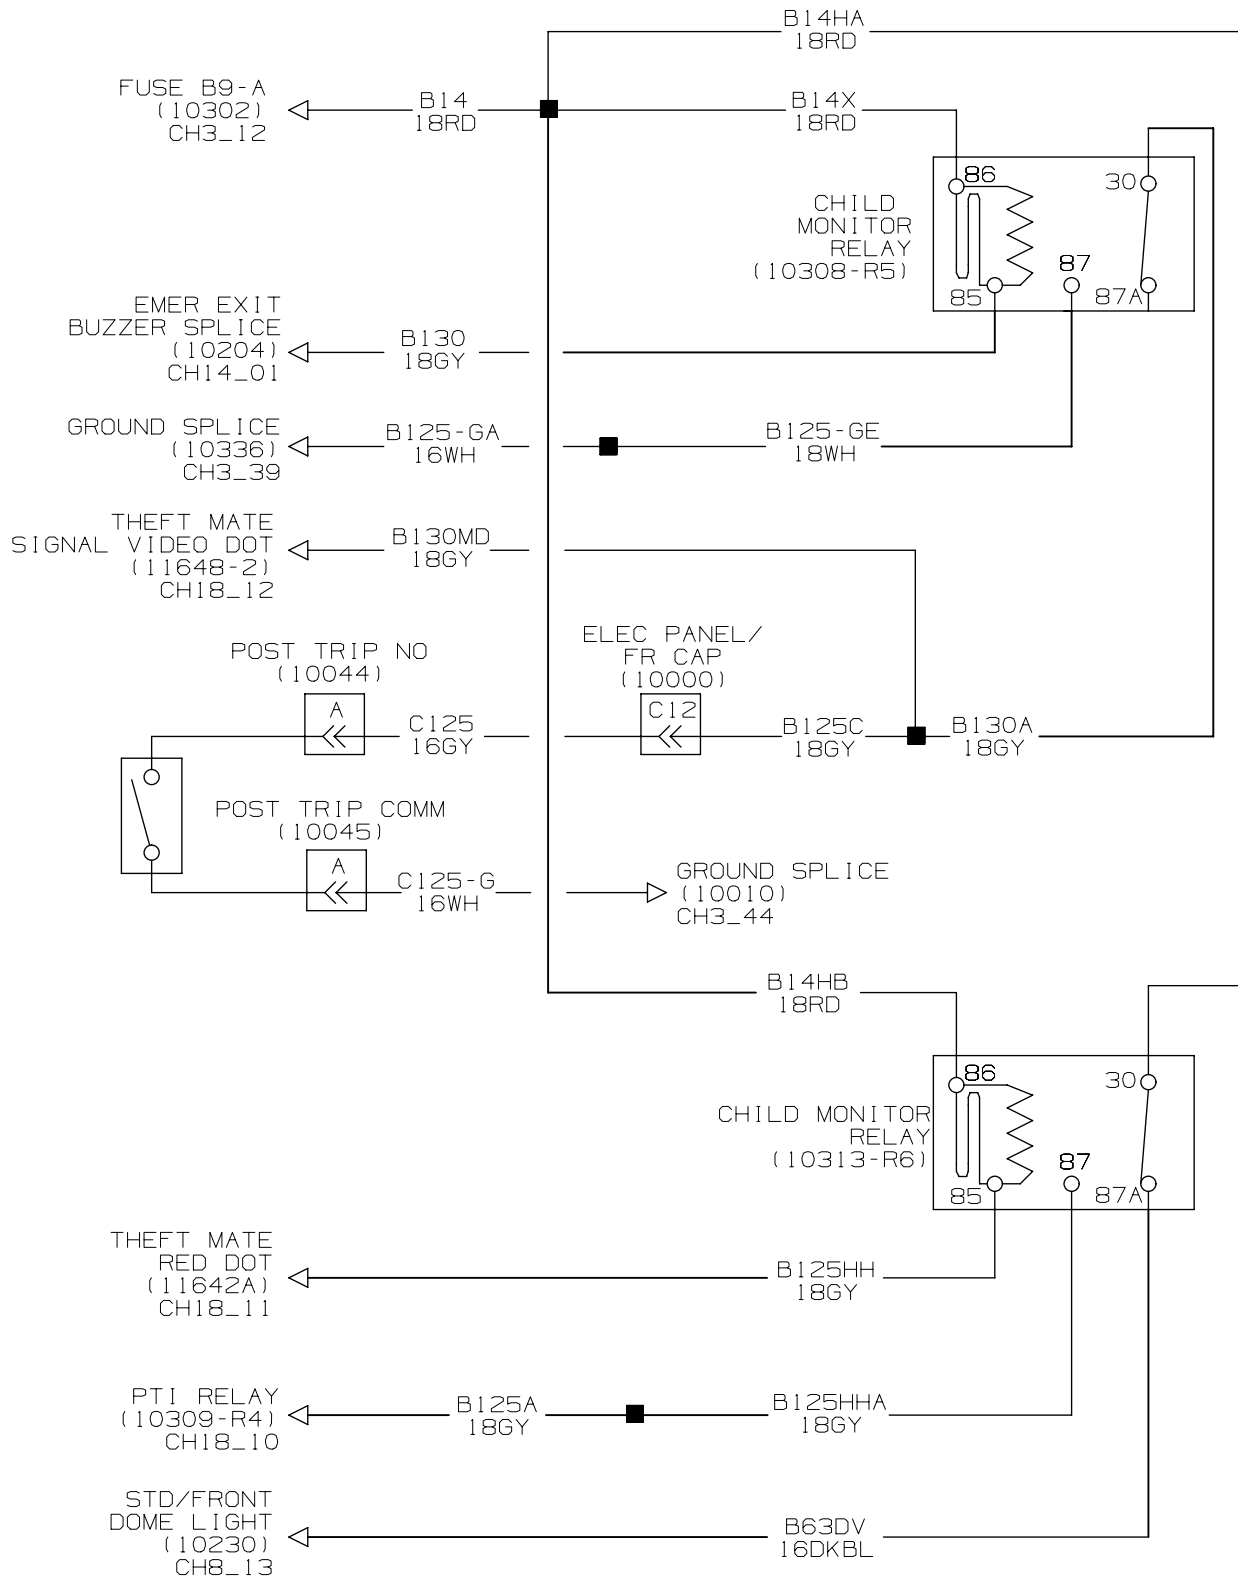 B14HA
18RD
FUSE B9-A
(10302)
CH3_12
B14
18RD
B14X
18RD
86
30
CHILD
MONITOR
RELAY
(10308-R5)
87
85
87A
EMER EXIT
BUZZER SPLICE
(10204)
CH14_01
B130
18GY
GROUND SPLICE
(10336)
CH3_39
B125-GA
16WH
B125-GE
18WH
THEFT MATE
SIGNAL VIDEO DOT
(11648-2)
CH18_12
B130MD
18GY
POST TRIP NO
(10044)
A
C125
16GY
ELEC PANEL/
FR CAP
(10000)
C12
B125C
18GY
B130A
18GY
POST TRIP COMM
(10045)
A
C125-G
16WH
GROUND SPLICE
(10010)
CH3_44
B14HB
18RD
86
30
CHILD MONITOR
RELAY
(10313-R6)
87
85
87A
THEFT MATE
RED DOT
(11642A)
CH18_11
B125HH
18GY
PTI RELAY
(10309-R4)
CH18_10
B125A
18GY
B125HHA
18GY
STD/FRONT
DOME LIGHT
(10230)
CH8_13
B63DV
16DKBL